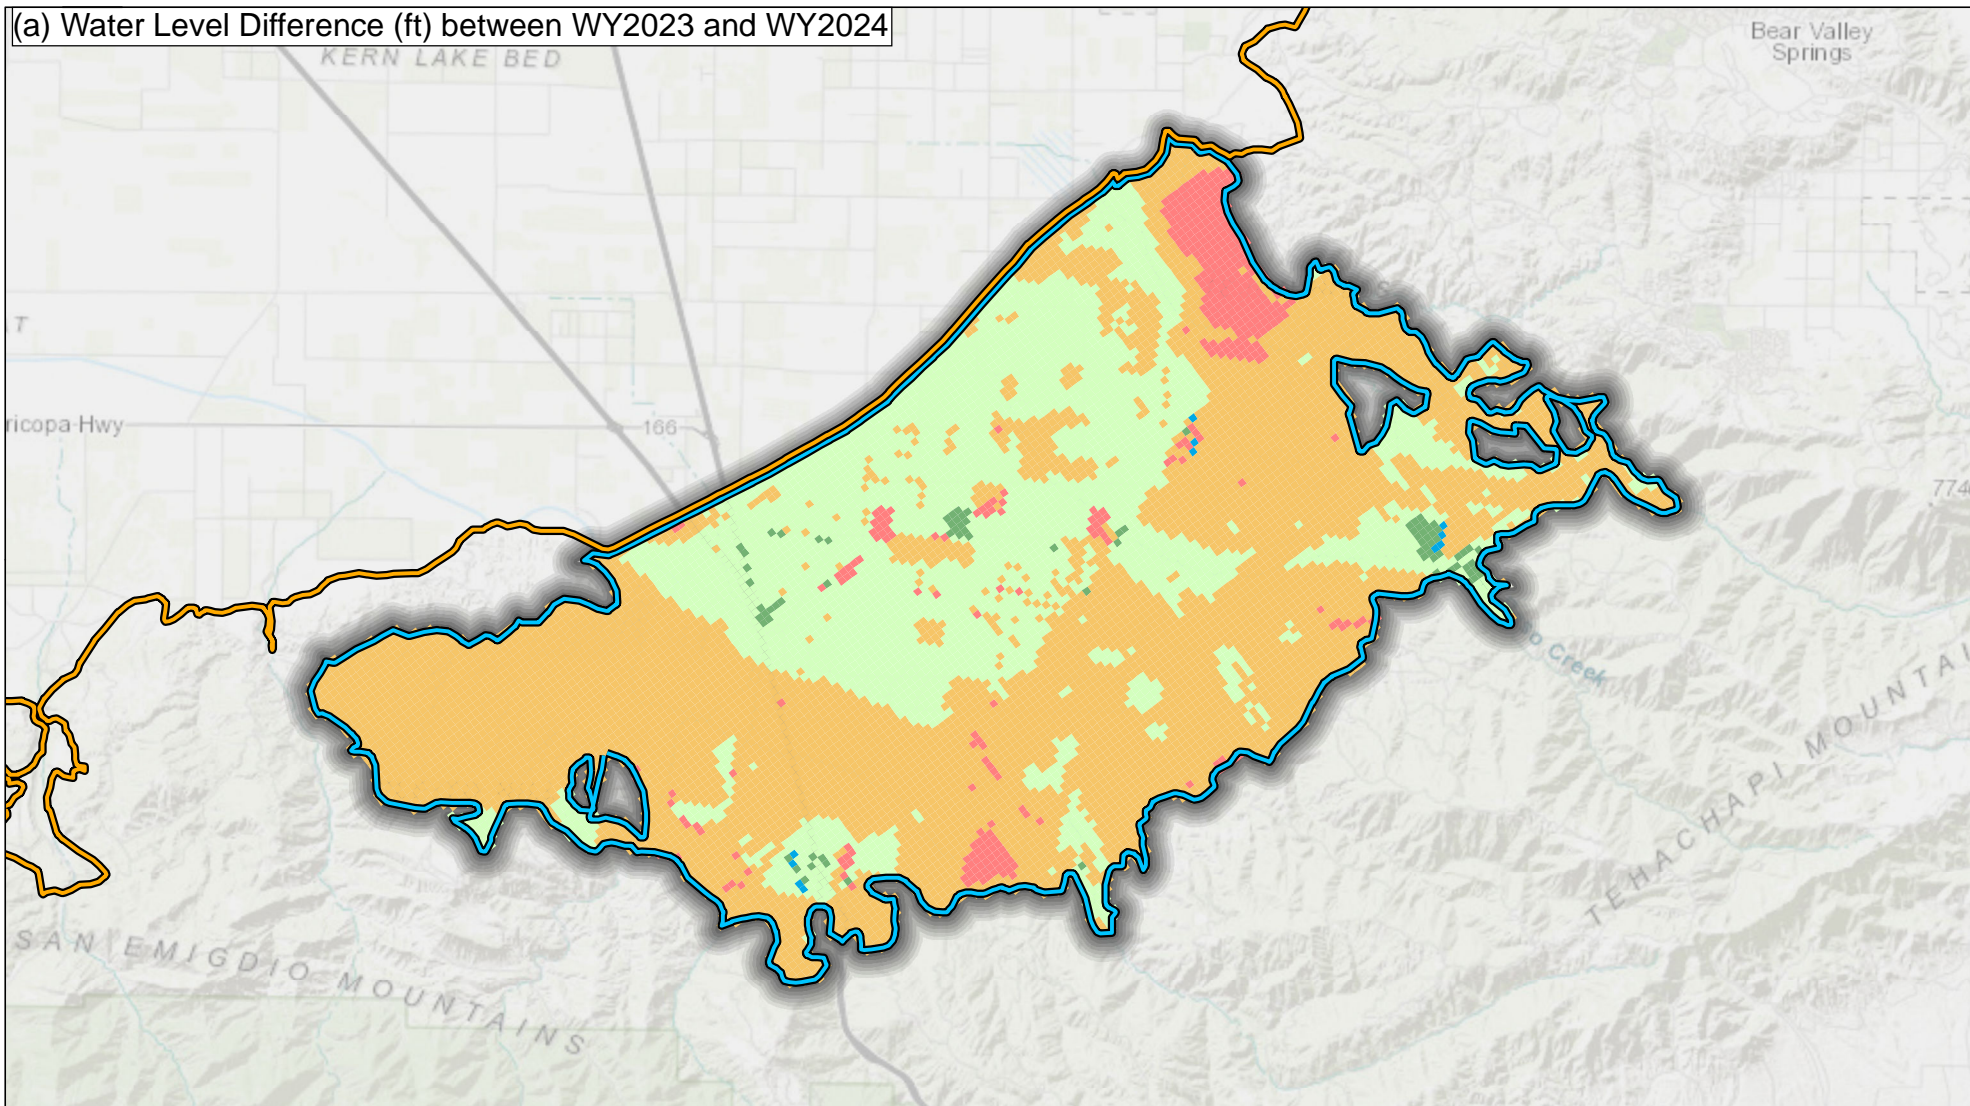 (a) Water Level Difference (ft) between WY2023 and WY2024
KERN LAKE BED
Bear Valley
Springs
AT
ricopa Hwy
166
774
o Creek
TEHACHAPI MOUNTAI
SAN EMIGDIO MOUNTAINS